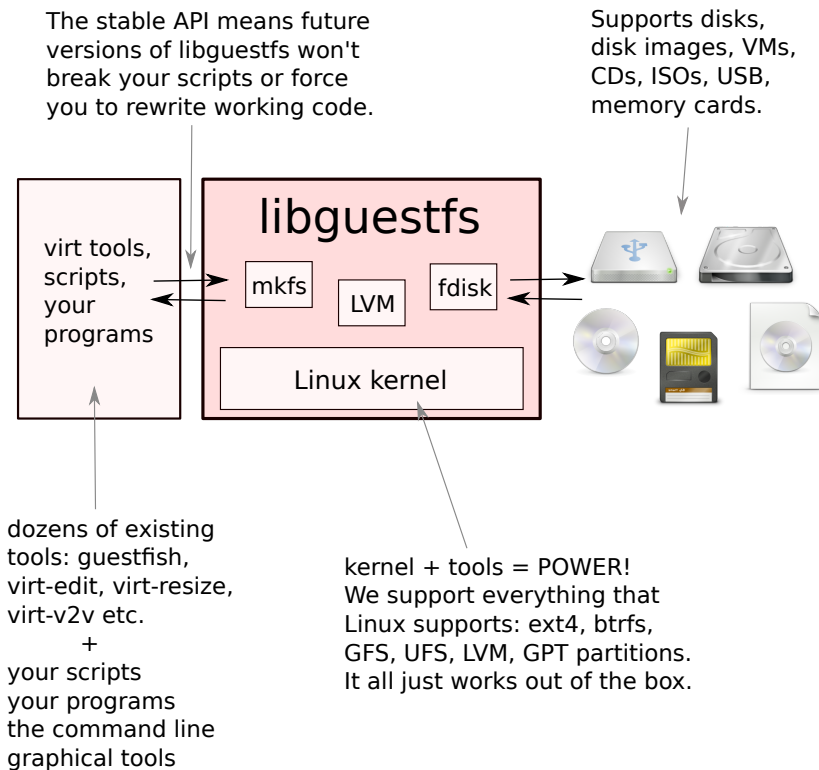 The stable API means future
versions of libguestfs won't
break your scripts or force
you to rewrite working code.
Supports disks,
disk images, VMs,
CDs, ISOs, USB,
memory cards.
virt tools,
scripts,
your
programs
libguestfs
mkfs
LVM
fdisk
Linux kernel
dozens of existing
tools: guestfish,
virt-edit, virt-resize,
virt-v2v etc.
+
your scripts
your programs
the command line
graphical tools
kernel + tools = POWER!
We support everything that
Linux supports: ext4, btrfs,
GFS, UFS, LVM, GPT partitions.
It all just works out of the box.